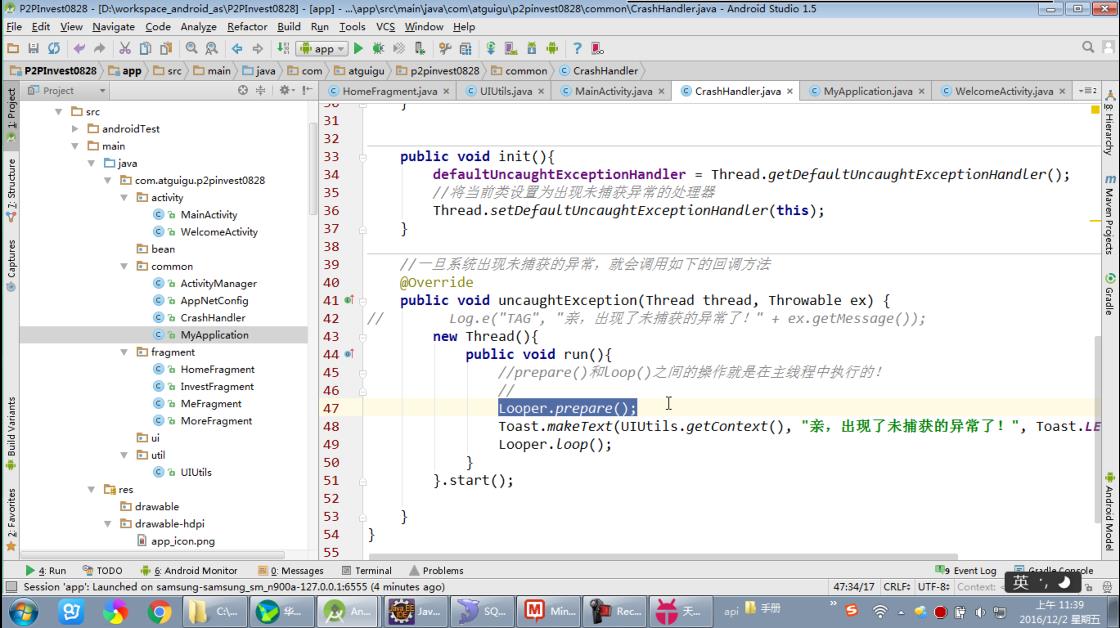 P2PInvest0828 - [D:\workspace_android_as\P2PInvest0828] - [app] - ...\app\src\main\java\com\atguigu\p2pinvest0828\common\CrashHandler.java - Android Studio 1.5
File Edit View Navigate Code Analyze Refactor Build Run Tools VCS Window Help
app
P2PInvest0828 app src main java com atguigu p2pinvest0828 common CrashHandler
Project
HomeFragment.java UIUtils.java MainActivity.java CrashHandler.java MyApplication.java WelcomeActivity.java
1: Project
7: Structure
Captures
Build Variants
2: Favorites
src
androidTest
main
java
com.atguigu.p2pinvest0828
activity
MainActivity
WelcomeActivity
bean
common
ActivityManager
AppNetConfig
CrashHandler
MyApplication
fragment
HomeFragment
InvestFragment
MeFragment
MoreFragment
ui
util
UIUtils
res
drawable
drawable-hdpi
app_icon.png
30 }
31
32
33 public void init(){
34 defaultUncaughtExceptionHandler = Thread.getDefaultUncaughtExceptionHandler();
35 //将当前类设置为出现未捕获异常的处理器
36 Thread.setDefaultUncaughtExceptionHandler(this);
37 }
38
39 //一旦系统出现未捕获的异常，就会调用如下的回调方法
40 @Override
41 public void uncaughtException(Thread thread, Throwable ex) {
42 // Log.e("TAG", "亲，出现了未捕获的异常了！" + ex.getMessage());
43 new Thread(){
44 public void run(){
45 //prepare()和loop()之间的操作就是在主线程中执行的！
46 //
47 Looper.prepare();
48 Toast.makeText(UIUtils.getContext(), "亲，出现了未捕获的异常了！", Toast.LE
49 Looper.loop();
50 }
51 }.start();
52
53 }
54 }
55
8: Hierarchy
Maven Projects
Gradle
Android Model
4: Run TODO 6: Android Monitor 0: Messages Terminal Problems 9 Event Log Gradle Console
Session 'app': Launched on samsung-samsung_sm_n900a-127.0.0.1:6555 (4 minutes ago) 47:34/17 CRLF UTF-8 Context:
英
C:\... 华... An... Jav... SQ... Min... Rec... 天... api 手册
上午 11:39
2016/12/2 星期五